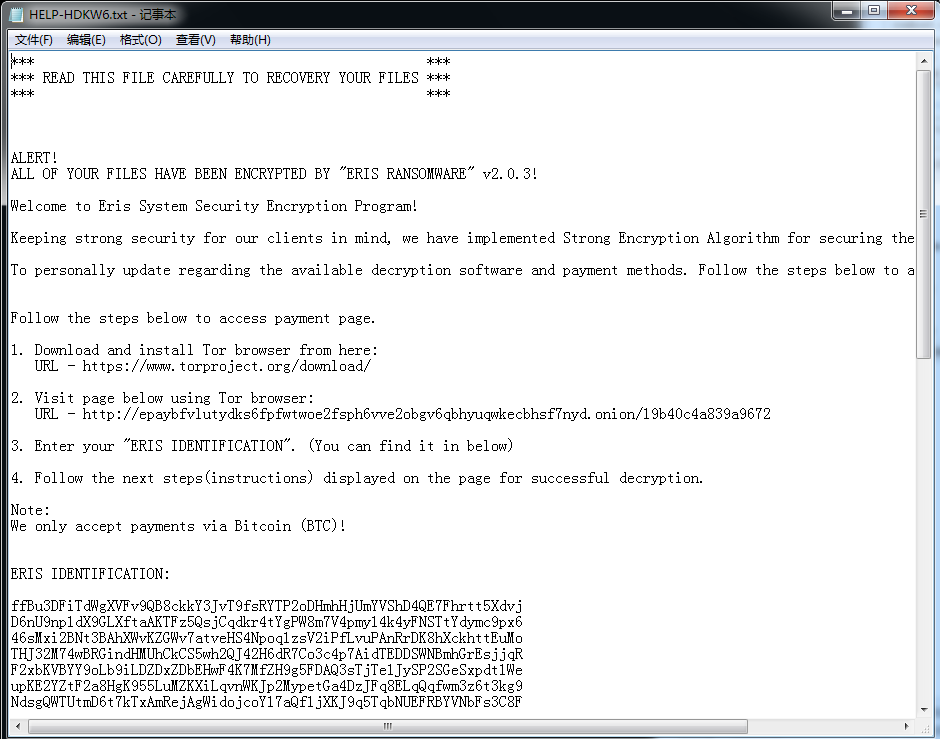 HELP-HDKW6.txt - 记事本
文件(F) 编辑(E) 格式(O) 查看(V) 帮助(H)
*** ***
*** READ THIS FILE CAREFULLY TO RECOVERY YOUR FILES ***
*** ***
ALERT!
ALL OF YOUR FILES HAVE BEEN ENCRYPTED BY "ERIS RANSOMWARE" v2.0.3!
Welcome to Eris System Security Encryption Program!
Keeping strong security for our clients in mind, we have implemented Strong Encryption Algorithm for securing the
To personally update regarding the available decryption software and payment methods. Follow the steps below to a
Follow the steps below to access payment page.
1. Download and install Tor browser from here:
URL - https://www.torproject.org/download/
2. Visit page below using Tor browser:
URL - http://epaybfvlutydks6fpfwtwoe2fsph6vve2obgv6qbhyuqwkecbhsf7nyd.onion/19b40c4a839a9672
3. Enter your "ERIS IDENTIFICATION". (You can find it in below)
4. Follow the next steps(instructions) displayed on the page for successful decryption.
Note:
We only accept payments via Bitcoin (BTC)!
ERIS IDENTIFICATION:
ffBu3DFiTdWgXVFv9QB8ckkY3JvT9fsRYTP2oDHmhHjUmYVShD4QE7Fhrtt5Xdvj
D6nU9np1dX9GLXftaAKTFz5QsjCqdkr4tYgPW8m7V4pmy14k4yFNSTtYdymc9px6
46sMxi2BNt3BAhXWvKZGWv7atveHS4Npoq1zsV2iPfLvuPAnRrDK8hXckhttEuMo
THJ32M74wBRGindHMUhCkCS5wh2QJ42H6dR7Co3c4p7AidTEDDSWNBmhGrEsjjqR
F2xbKVBYY9oLb9iLDZDxZDbEHwF4K7MfZH9g5FDAQ3sTjTe1JySP2SGeSxpdt1We
upKE2YZtF2a8HgK955LuMZKXiLqvnWKJp2MypetGa4DzJFq8ELqQqfwm3z6t3kg9
NdsgQWTUtmD6t7kTxAmRejAgWidojcoY17aQf1jXKJ9q5TqbNUEFRBYVNbFs3C8F